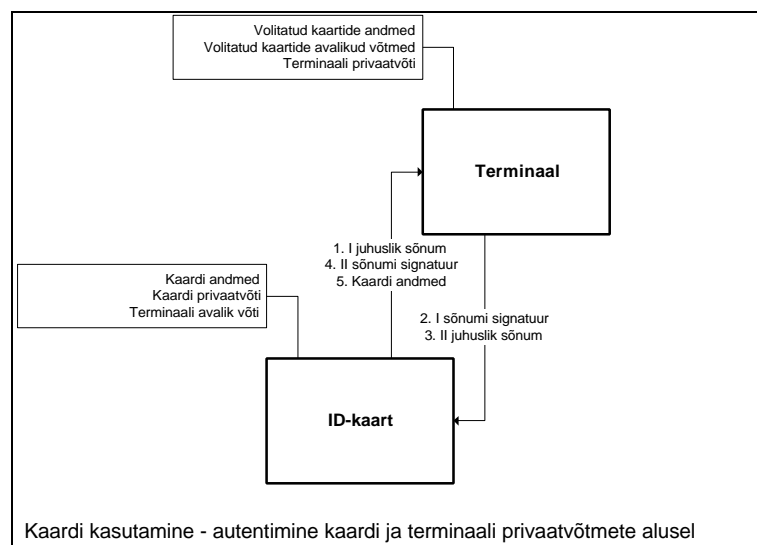 Volitatud kaartide andmed
Volitatud kaartide avalikud võtmed
Terminaali privaatvõti
Terminaal
1. I juhuslik sõnum
4. II sõnumi signatuur
5. Kaardi andmed
Kaardi andmed
Kaardi privaatvõti
Terminaali avalik võti
2. I sõnumi signatuur
3. II juhuslik sõnum
ID-kaart
Kaardi kasutamine - autentimine kaardi ja terminaali privaatvõtmete alusel